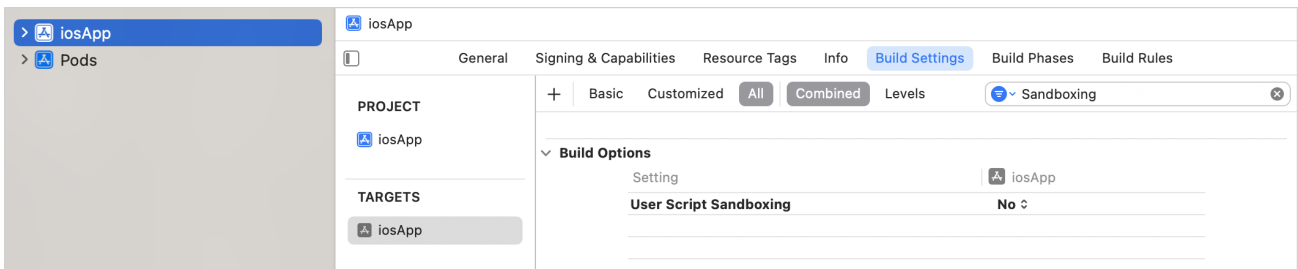 iosApp
Pods
iosApp
General Signing & Capabilities Resource Tags Info Build Settings Build Phases Build Rules
PROJECT
iosApp
TARGETS
iosApp
+ Basic Customized All Combined Levels Sandboxing
Build Options
Setting iosApp
User Script Sandboxing No